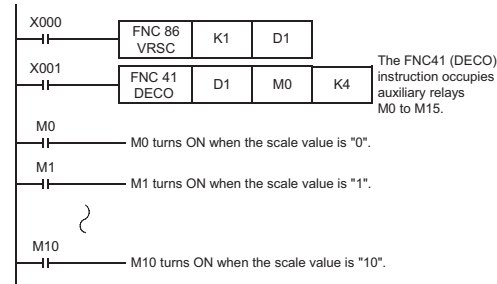 X000
FNC 86
VRSC
K1
D1
X001
FNC 41
DECO
D1
M0
K4
The FNC41 (DECO)
instruction occupies
auxiliary relays
M0 to M15.
M0
M0 turns ON when the scale value is "0".
M1
M1 turns ON when the scale value is "1".
M10
M10 turns ON when the scale value is "10".